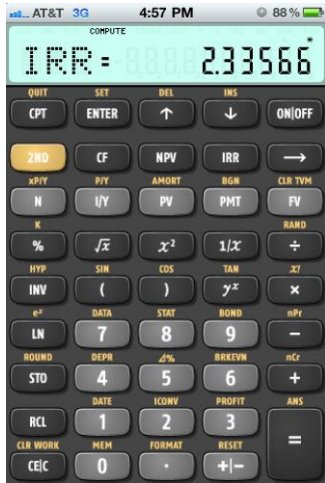 AT&T 3G 4:57 PM 88%
COMPUTE
IRR= 2.33566
QUIT SET DEL INS
CPT ENTER ↑ ↓ ON|OFF
2ND CF NPV IRR →
xP/Y P/Y AMORT BGN CLR TVM
N I/Y PV PMT FV
K RAND
% √x x² 1/x ÷
HYP SIN COS TAN x!
INV ( ) yˣ ×
eˣ DATA STAT BOND nPr
LN 7 8 9 −
ROUND DEPR Δ% BRKEVN nCr
STO 4 5 6 +
DATE ICONV PROFIT ANS
RCL 1 2 3 =
CLR WORK MEM FORMAT RESET
CE|C 0 . +|−